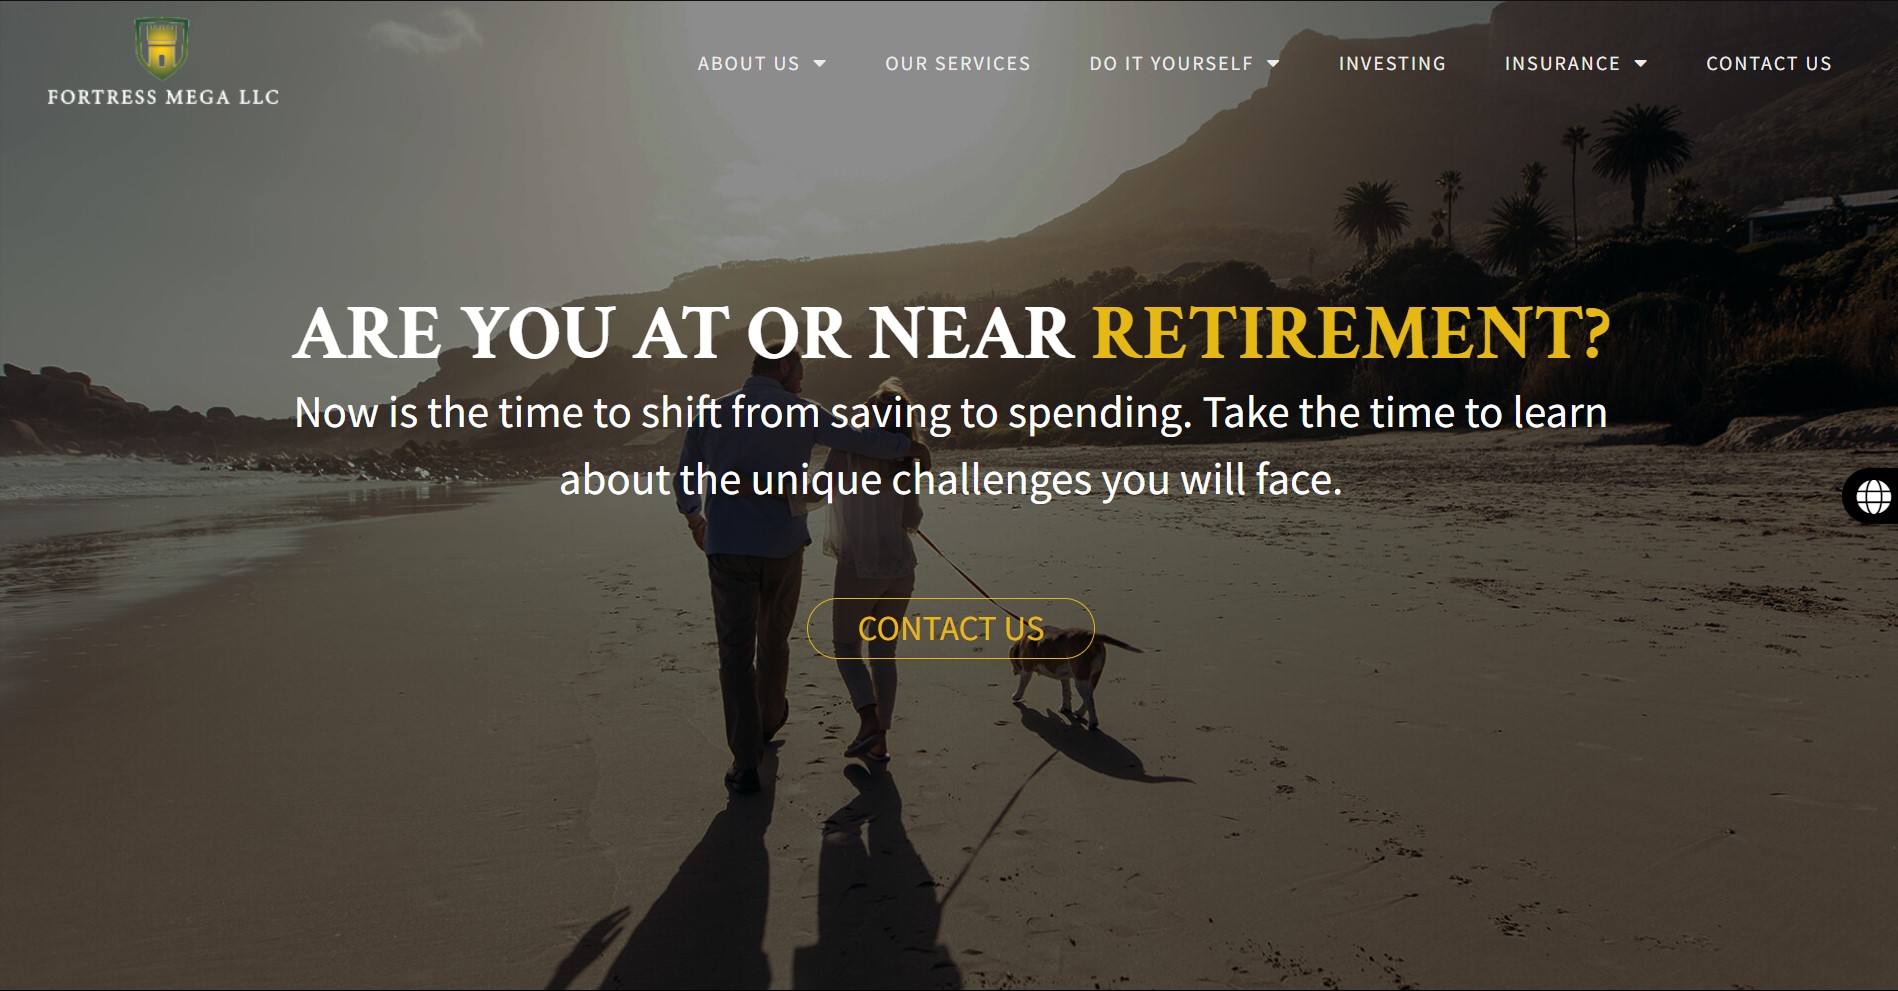 FORTRESS MEGA LLC
ABOUT US
OUR SERVICES
DO IT YOURSELF
INVESTING
INSURANCE
CONTACT US
ARE YOU AT OR NEAR RETIREMENT?
Now is the time to shift from saving to spending. Take the time to learn
about the unique challenges you will face.
CONTACT US